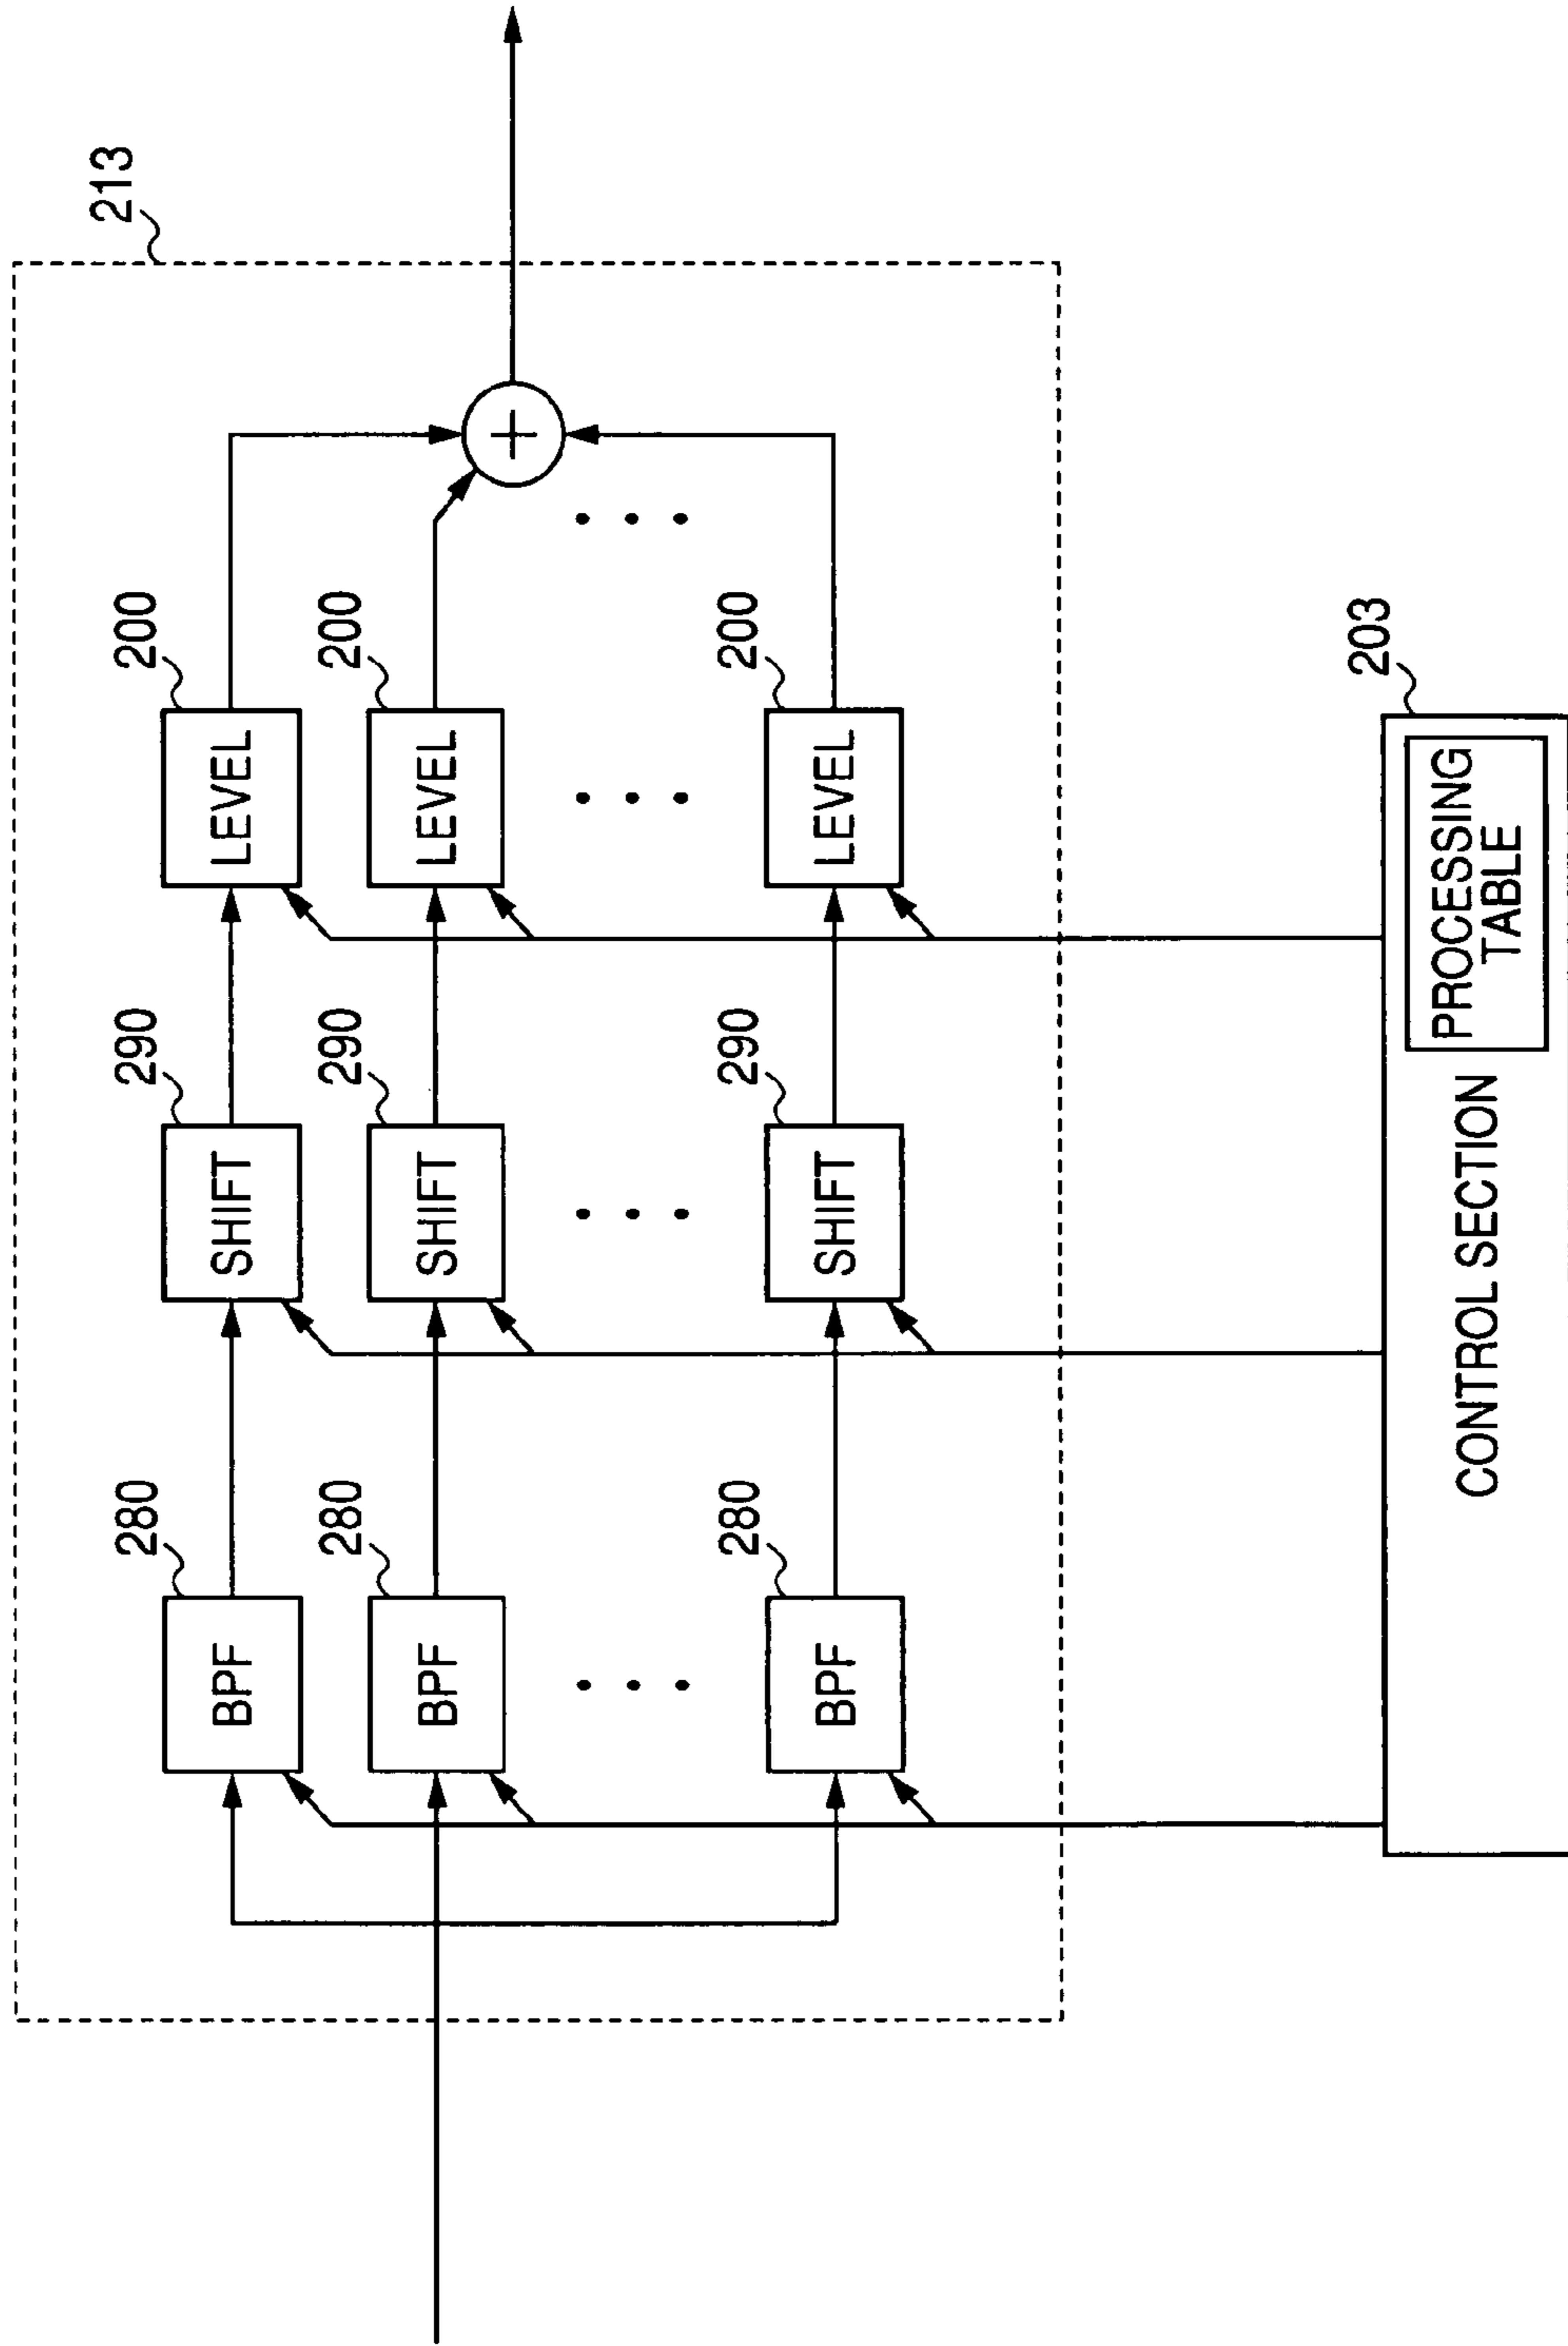 213
280
290
200
BPF
SHIFT
LEVEL
280
290
200
BPF
SHIFT
LEVEL
+
280
290
200
BPF
SHIFT
LEVEL
203
CONTROL SECTION
PROCESSING
TABLE